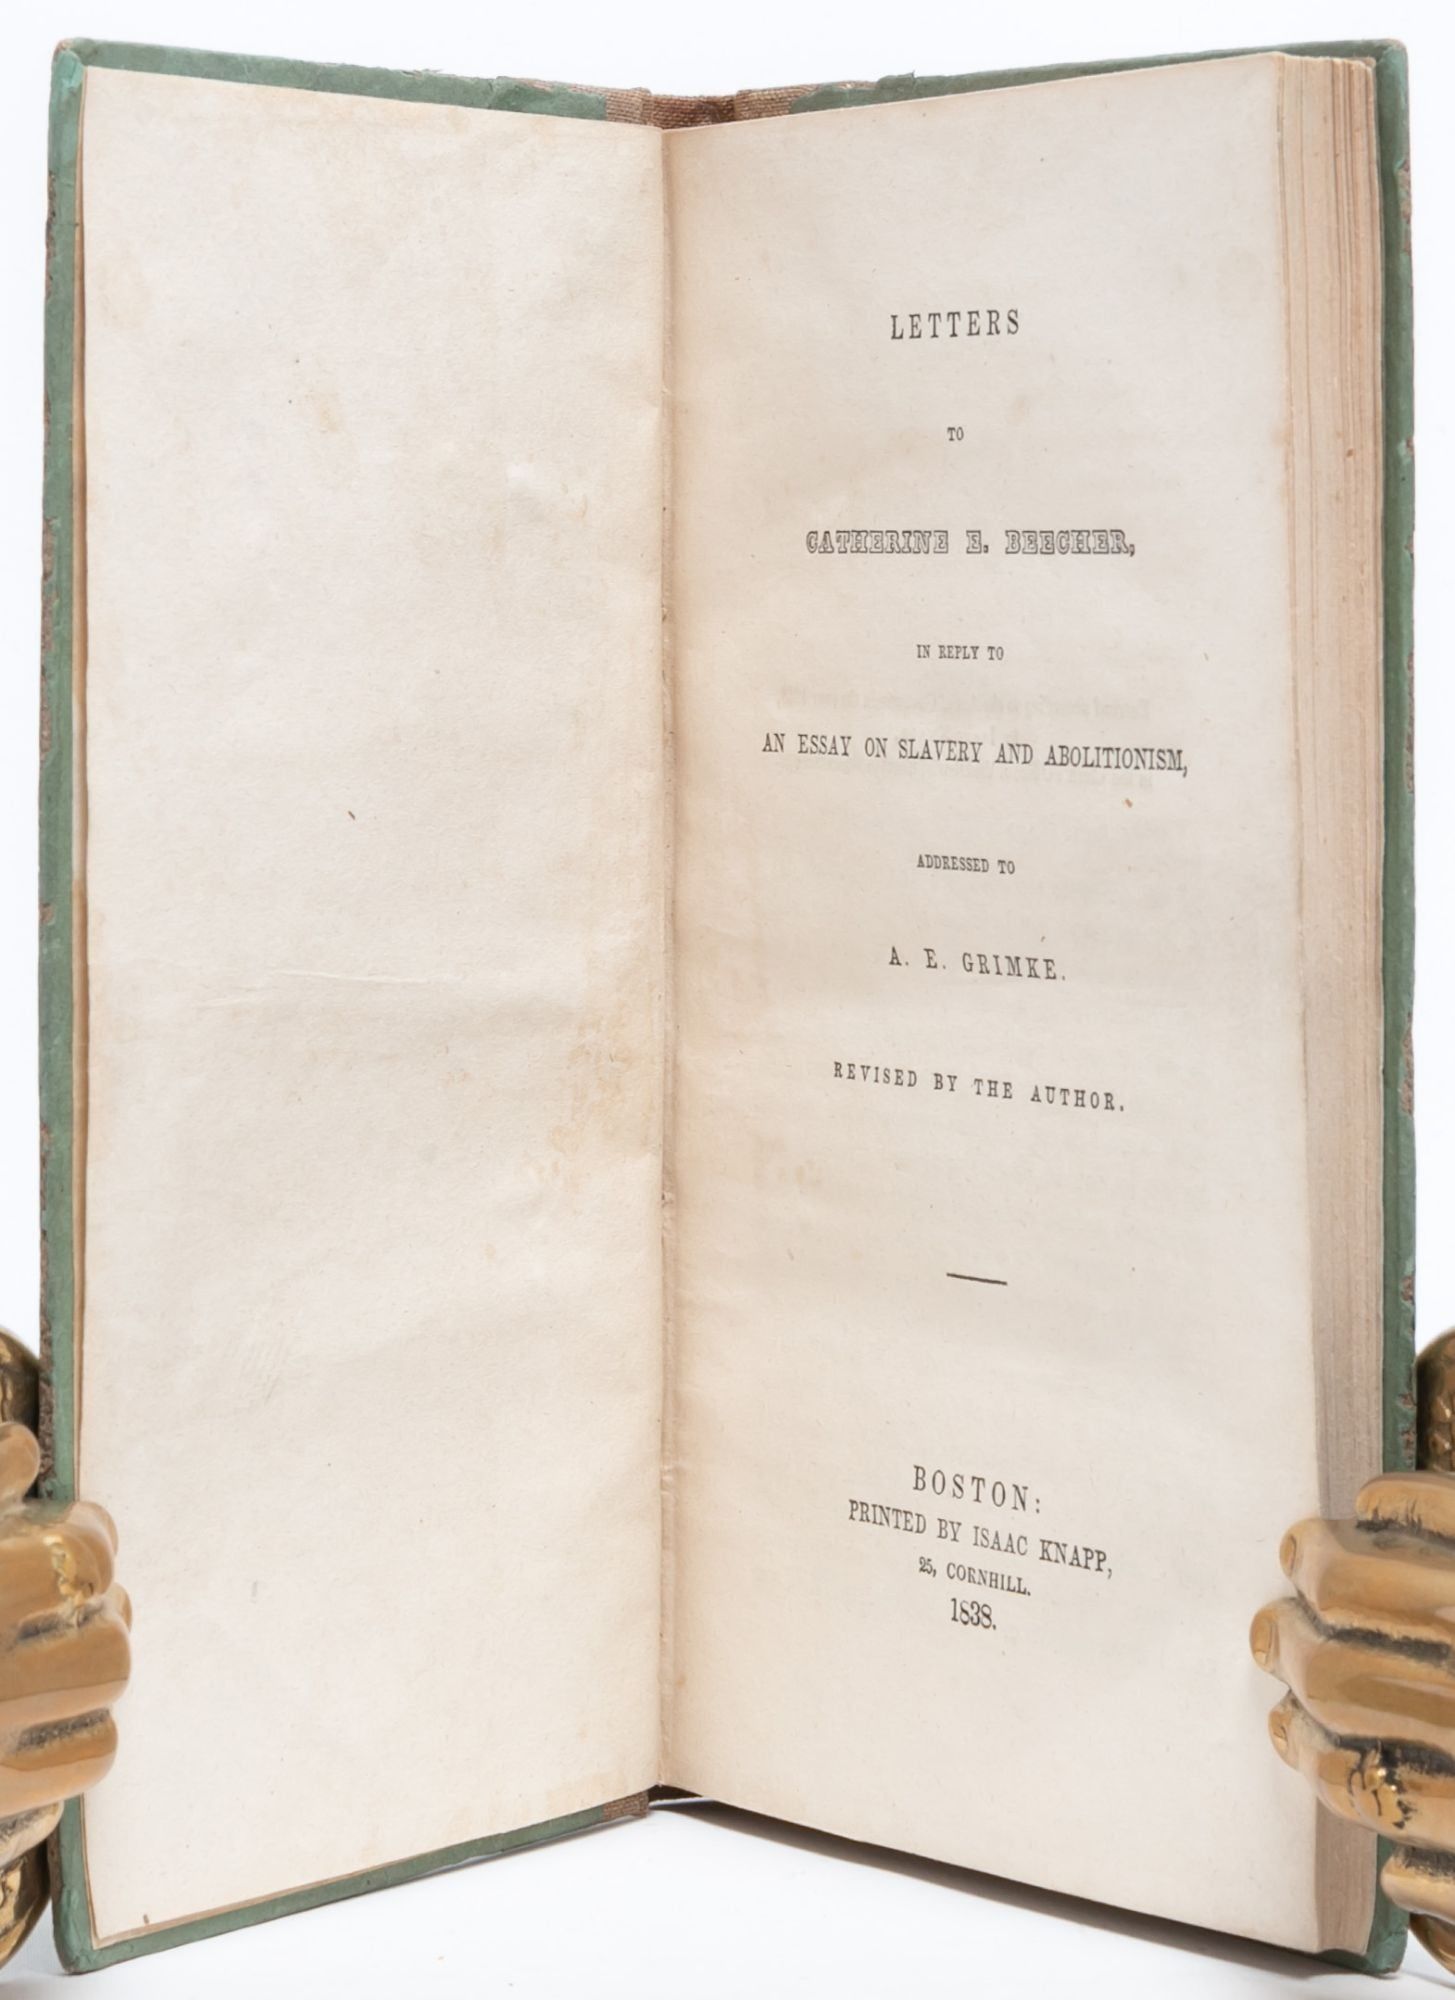 LETTERS
TO
CATHERINE E. BEECHER,
IN REPLY TO
AN ESSAY ON SLAVERY AND ABOLITIONISM,
ADDRESSED TO
A. E. GRIMKE.
REVISED BY THE AUTHOR.
BOSTON:
PRINTED BY ISAAC KNAPP,
25, CORNHILL.
1838.